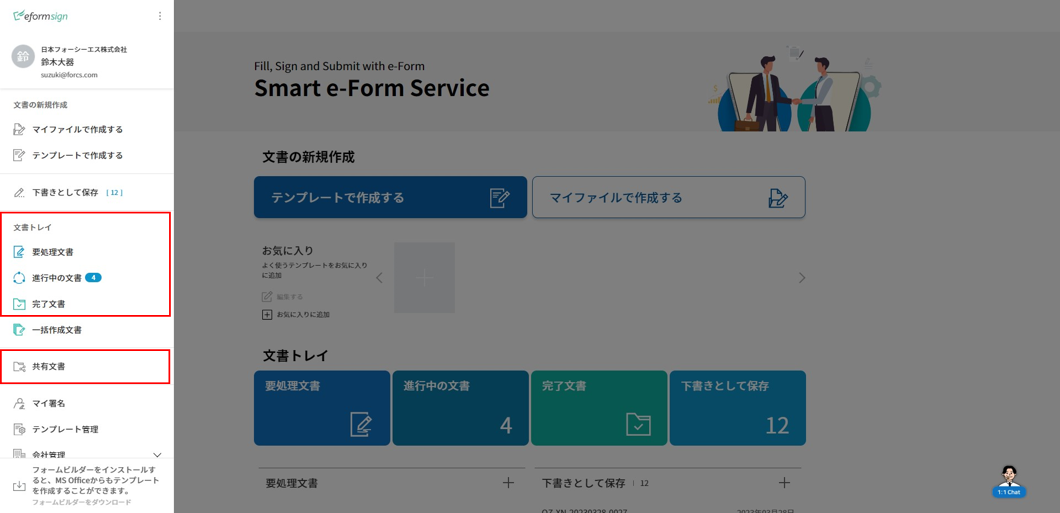 eformsign
鈴
日本フォーシーエス株式会社
鈴木大器
suzuki@forcs.com
文書の新規作成
マイファイルで作成する
テンプレートで作成する
下書きとして保存 [ 12 ]
文書トレイ
要処理文書
進行中の文書 4
完了文書
一括作成文書
共有文書
マイ署名
テンプレート管理
会社管理
フォームビルダーをインストールす
ると、MS Officeからもテンプレート
を作成することができます。
フォームビルダーをダウンロード
Fill, Sign and Submit with e-Form
Smart e-Form Service
文書の新規作成
テンプレートで作成する
マイファイルで作成する
お気に入り
よく使うテンプレートをお気に入り
に追加
編集する
お気に入りに追加
文書トレイ
要処理文書
進行中の文書
4
完了文書
下書きとして保存
12
要処理文書
下書きとして保存 | 12
OZ-XN-20230328-0027
2023年03月28日
1:1 Chat